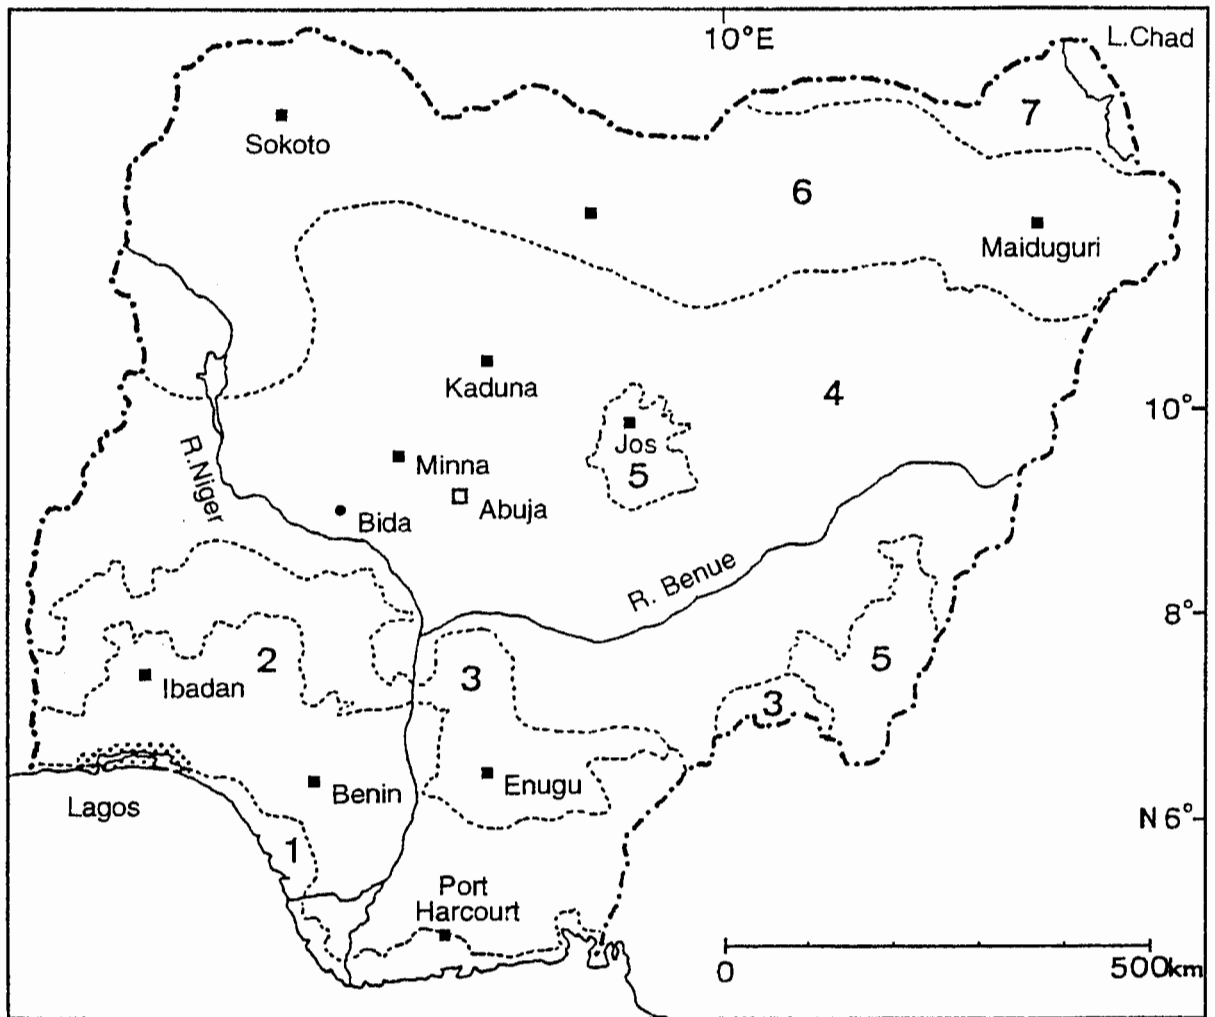 10°E
L.Chad
7
Sokoto
6
Maiduguri
Kaduna
4
10°
Jos
5
Minna
Abuja
R.Niger
Bida
R. Benue
8°
2
3
5
Ibadan
3
Enugu
Benin
Lagos
N 6°
1
Port
Harcourt
0
500km